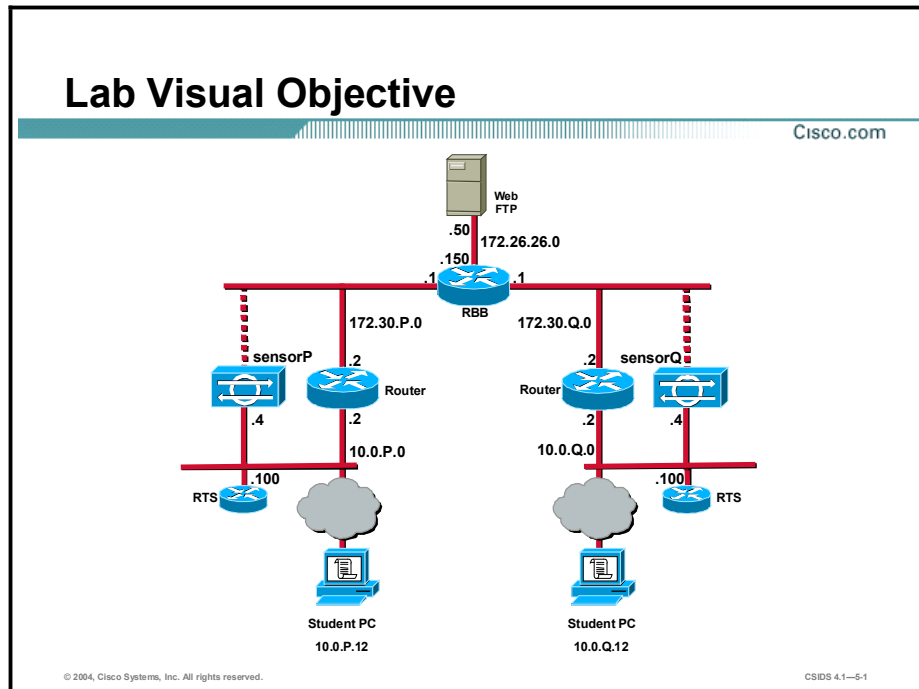 Lab Visual Objective
Cisco.com
Web
FTP
.50
172.26.26.0
.150
.1
.1
RBB
172.30.P.0
172.30.Q.0
sensorP
.2
.2
sensorQ
Router
Router
.4
.2
.2
.4
10.0.P.0
10.0.Q.0
.100
.100
RTS
RTS
Student PC
Student PC
10.0.P.12
10.0.Q.12
© 2004, Cisco Systems, Inc. All rights reserved.
CSIDS 4.1—5-1